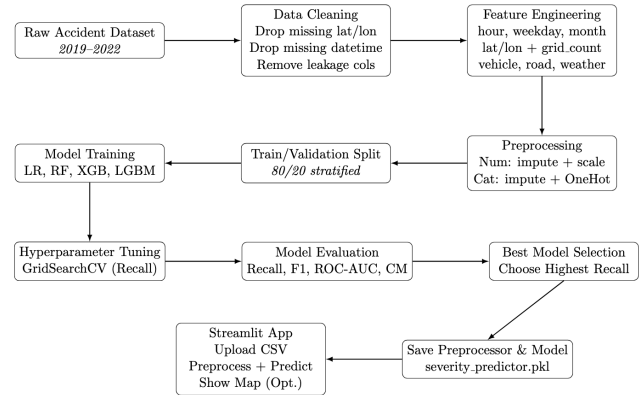 Raw Accident Dataset
2019–2022
Data Cleaning
Drop missing lat/lon
Drop missing datetime
Remove leakage cols
Feature Engineering
hour, weekday, month
lat/lon + grid_count
vehicle, road, weather
Preprocessing
Num: impute + scale
Cat: impute + OneHot
Train/Validation Split
80/20 stratified
Model Training
LR, RF, XGB, LGBM
Hyperparameter Tuning
GridSearchCV (Recall)
Model Evaluation
Recall, F1, ROC-AUC, CM
Best Model Selection
Choose Highest Recall
Save Preprocessor & Model
severity_predictor.pkl
Streamlit App
Upload CSV
Preprocess + Predict
Show Map (Opt.)